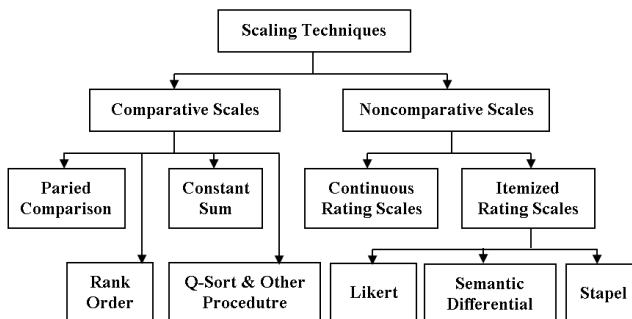 Scaling Techniques
Comparative Scales
Noncomparative Scales
Paried
Comparison
Constant
Sum
Continuous
Rating Scales
Itemized
Rating Scales
Rank
Order
Q-Sort & Other
Procedutre
Likert
Semantic
Differential
Stapel